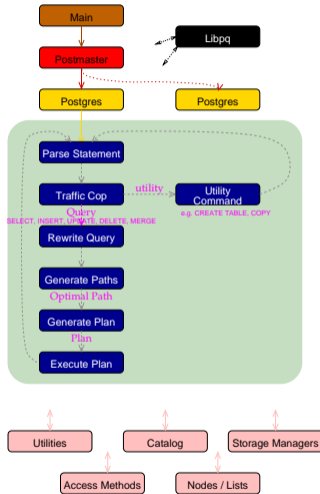 Main
Libpq
Postmaster
Postgres
Postgres
Parse Statement
Traffic Cop
utility
Utility
Command
Query
SELECT, INSERT, UPDATE, DELETE, MERGE
e.g. CREATE TABLE, COPY
Rewrite Query
Generate Paths
Optimal Path
Generate Plan
Plan
Execute Plan
Utilities
Catalog
Storage Managers
Access Methods
Nodes / Lists